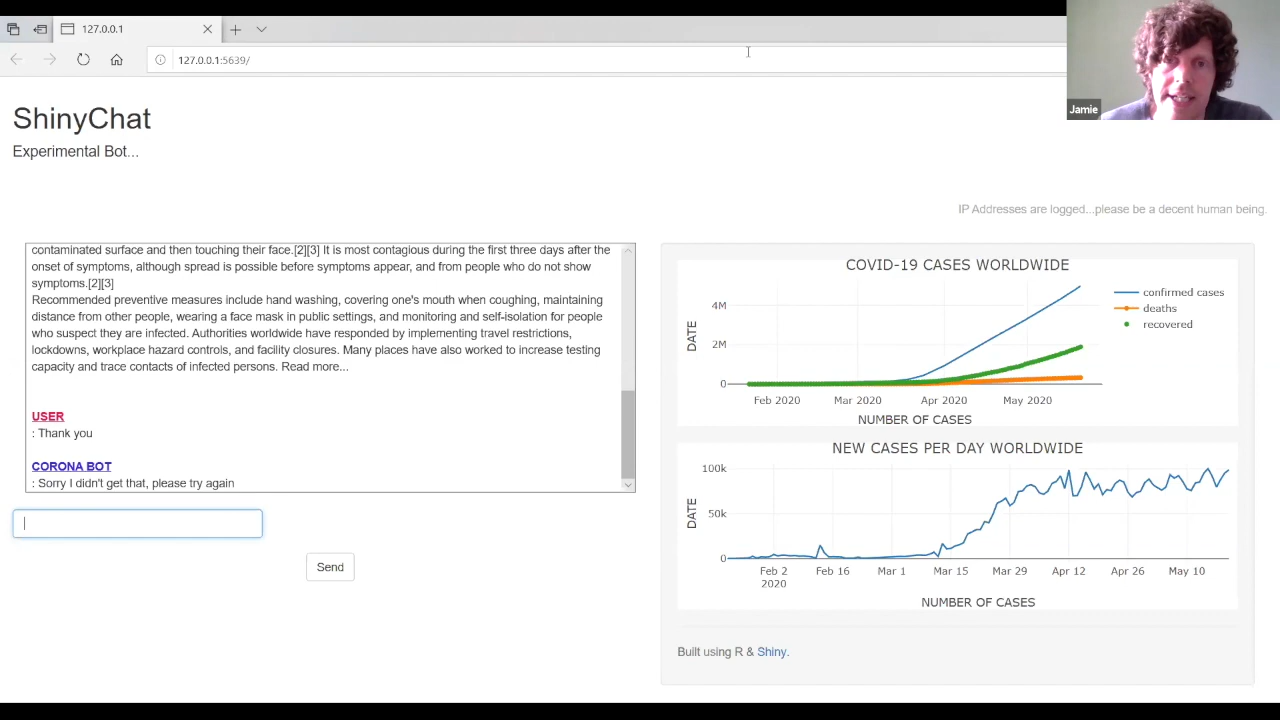 127.0.0.1
127.0.0.1:5639/
Jamie
ShinyChat
Experimental Bot...
IP Addresses are logged...please be a decent human being.
contaminated surface and then touching their face.[2][3] It is most contagious during the first three days after the
onset of symptoms, although spread is possible before symptoms appear, and from people who do not show
symptoms.[2][3]
Recommended preventive measures include hand washing, covering one's mouth when coughing, maintaining
distance from other people, wearing a face mask in public settings, and monitoring and self-isolation for people
who suspect they are infected. Authorities worldwide have responded by implementing travel restrictions,
lockdowns, workplace hazard controls, and facility closures. Many places have also worked to increase testing
capacity and trace contacts of infected persons. Read more...
USER
: Thank you
CORONA BOT
: Sorry I didn't get that, please try again
Send
COVID-19 CASES WORLDWIDE
confirmed cases
deaths
recovered
DATE
4M
2M
0
Feb 2020 Mar 2020 Apr 2020 May 2020
NUMBER OF CASES
NEW CASES PER DAY WORLDWIDE
DATE
100k
50k
0
Feb 2 Feb 16 Mar 1 Mar 15 Mar 29 Apr 12 Apr 26 May 10
2020
NUMBER OF CASES
Built using R & Shiny.